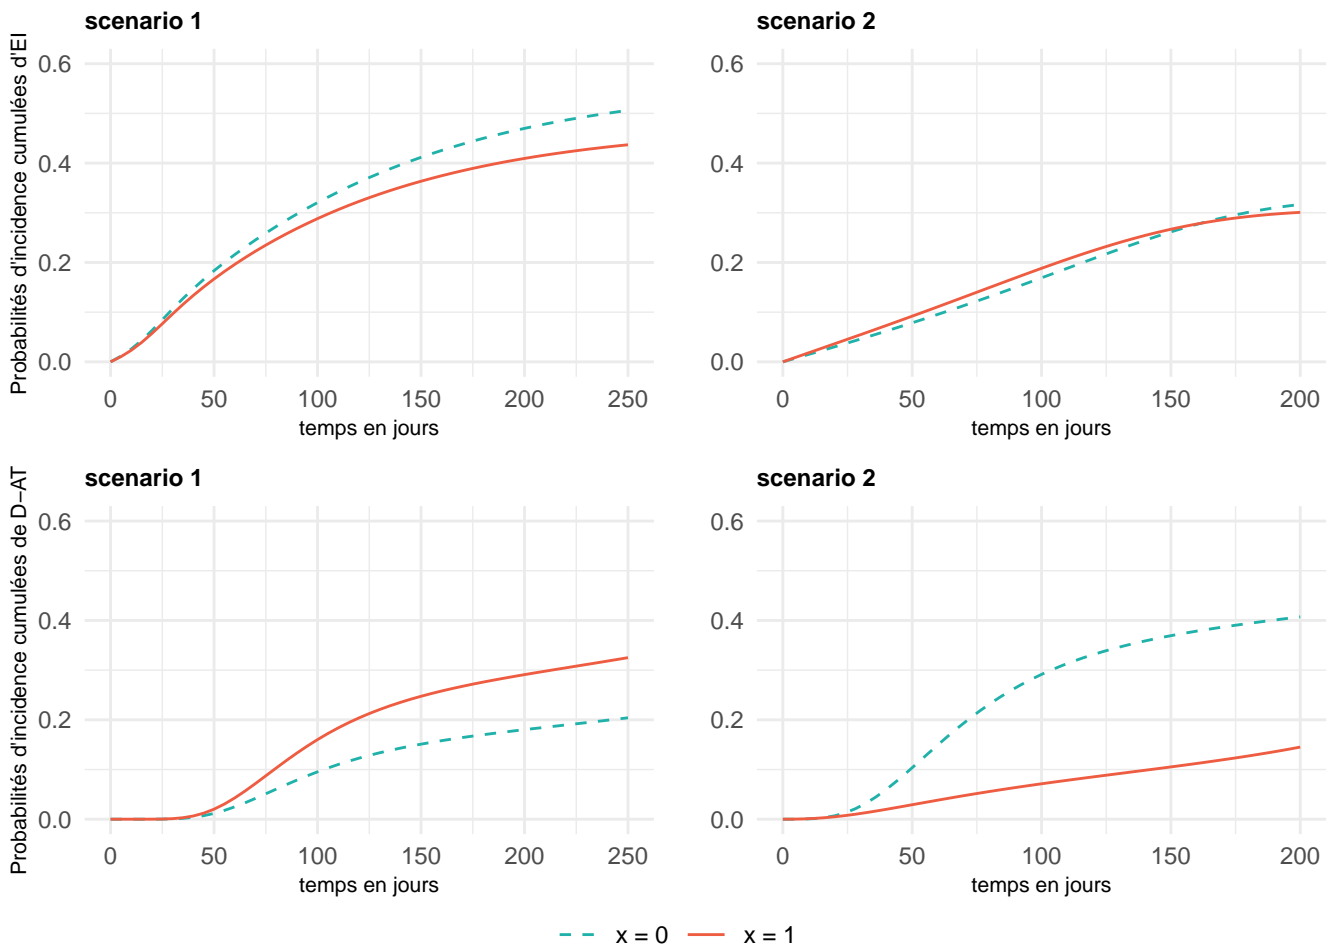 scenario 1
Probabilités d'incidence cumulées d'EI
0.6
0.4
0.2
0.0
0 50 100 150 200 250
temps en jours
scenario 2
0.6
0.4
0.2
0.0
0 50 100 150 200
temps en jours
scenario 1
Probabilités d'incidence cumulées de D−AT
0.6
0.4
0.2
0.0
0 50 100 150 200 250
temps en jours
scenario 2
0.6
0.4
0.2
0.0
0 50 100 150 200
temps en jours
x = 0 x = 1